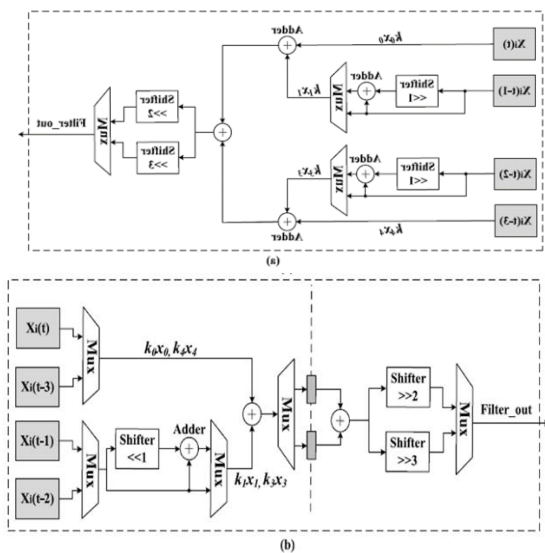 Xi(t)
k0x0
Adder
Xi(t-1)
Shifter
<<1
Adder
Mux
k1x1
Shifter
>>2
Mux
Filter_out
Shifter
>>3
Xi(t-2)
Shifter
<<1
Adder
Mux
k3x3
Xi(t-3)
k4x4
Adder
(a)
Xi(t)
Xi(t-3)
Mux
k0x0, k4x4
Xi(t-1)
Xi(t-2)
Mux
Shifter
<<1
Adder
Mux
k1x1, k3x3
Mux
Shifter
>>2
Shifter
>>3
Mux
Filter_out
(b)